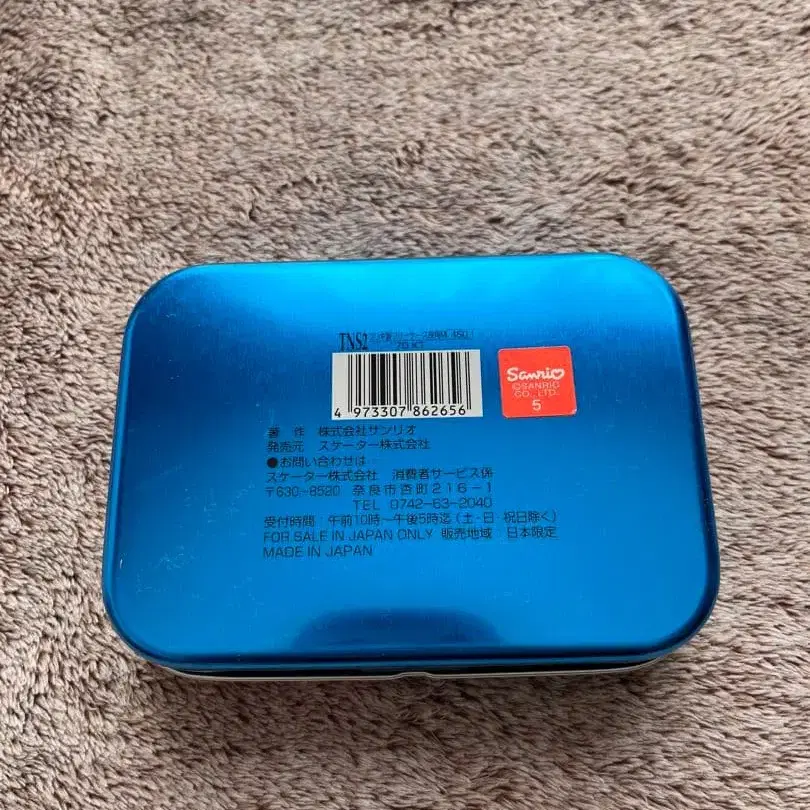 TNS2
4 973307 862656
Sanrio
©SANRIO
CO., LTD.
5
著 作 株式会社サンリオ
発売元 スケーター株式会社
●お問い合わせは…
スケーター株式会社 消費者サービス係
〒630-8520 奈良市杏町216-1
TEL 0742-63-2040
受付時間 午前10時〜午後5時迄(土・日・祝日除く)
FOR SALE IN JAPAN ONLY 販売地域 日本限定
MADE IN JAPAN